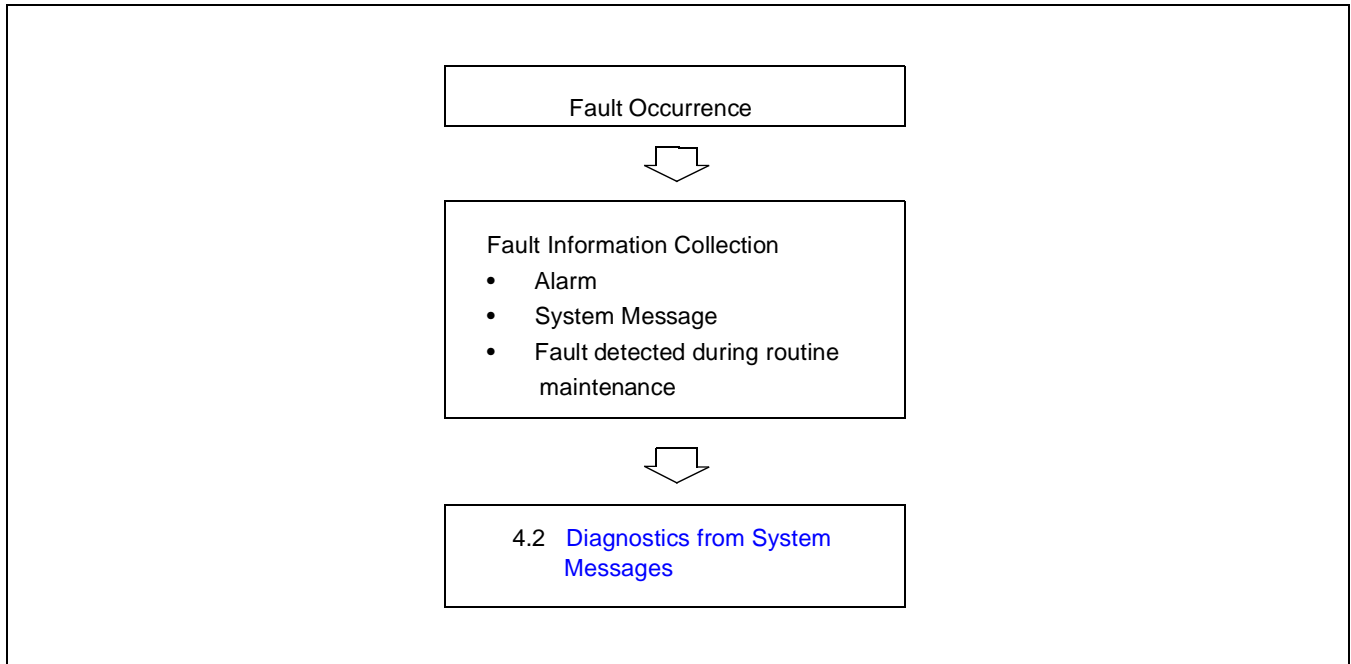 Fault Occurrence
Fault Information Collection
• Alarm
• System Message
• Fault detected during routine
maintenance
4.2 Diagnostics from System
Messages